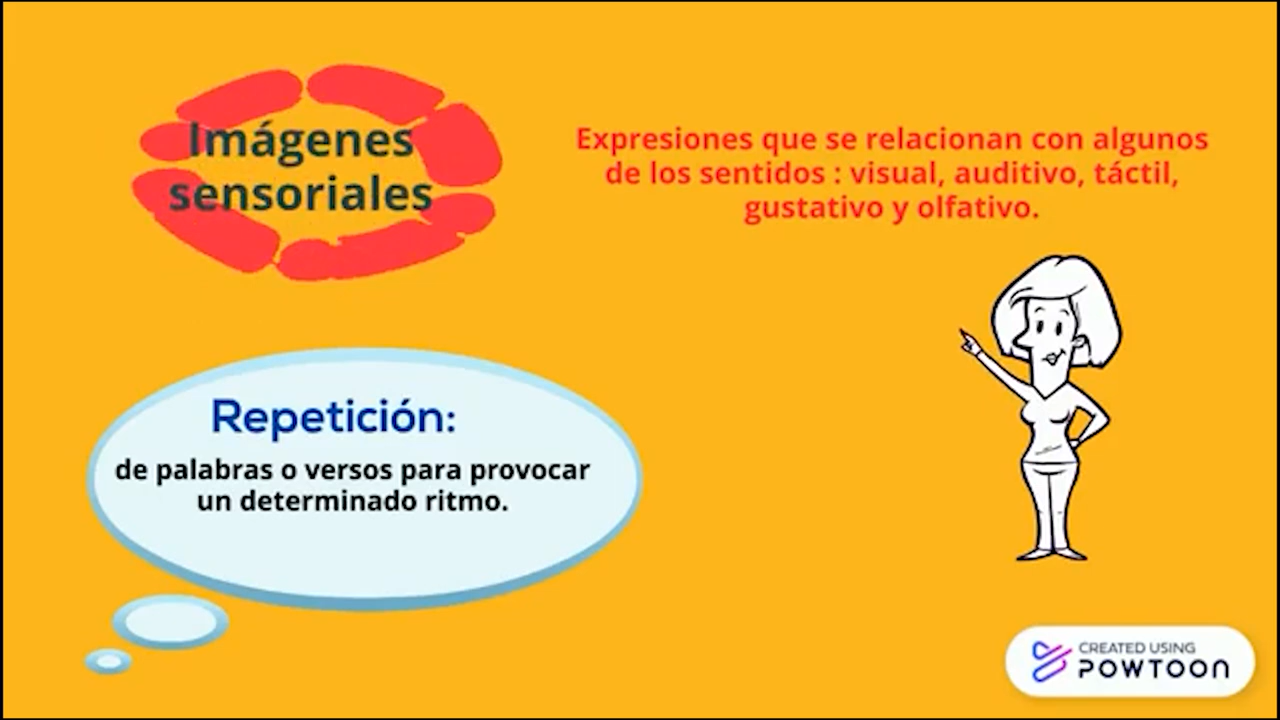 Imágenes
sensoriales
Expresiones que se relacionan con algunos
de los sentidos : visual, auditivo, táctil,
gustativo y olfativo.
Repetición:
de palabras o versos para provocar
un determinado ritmo.
CREATED USING
POWTOON